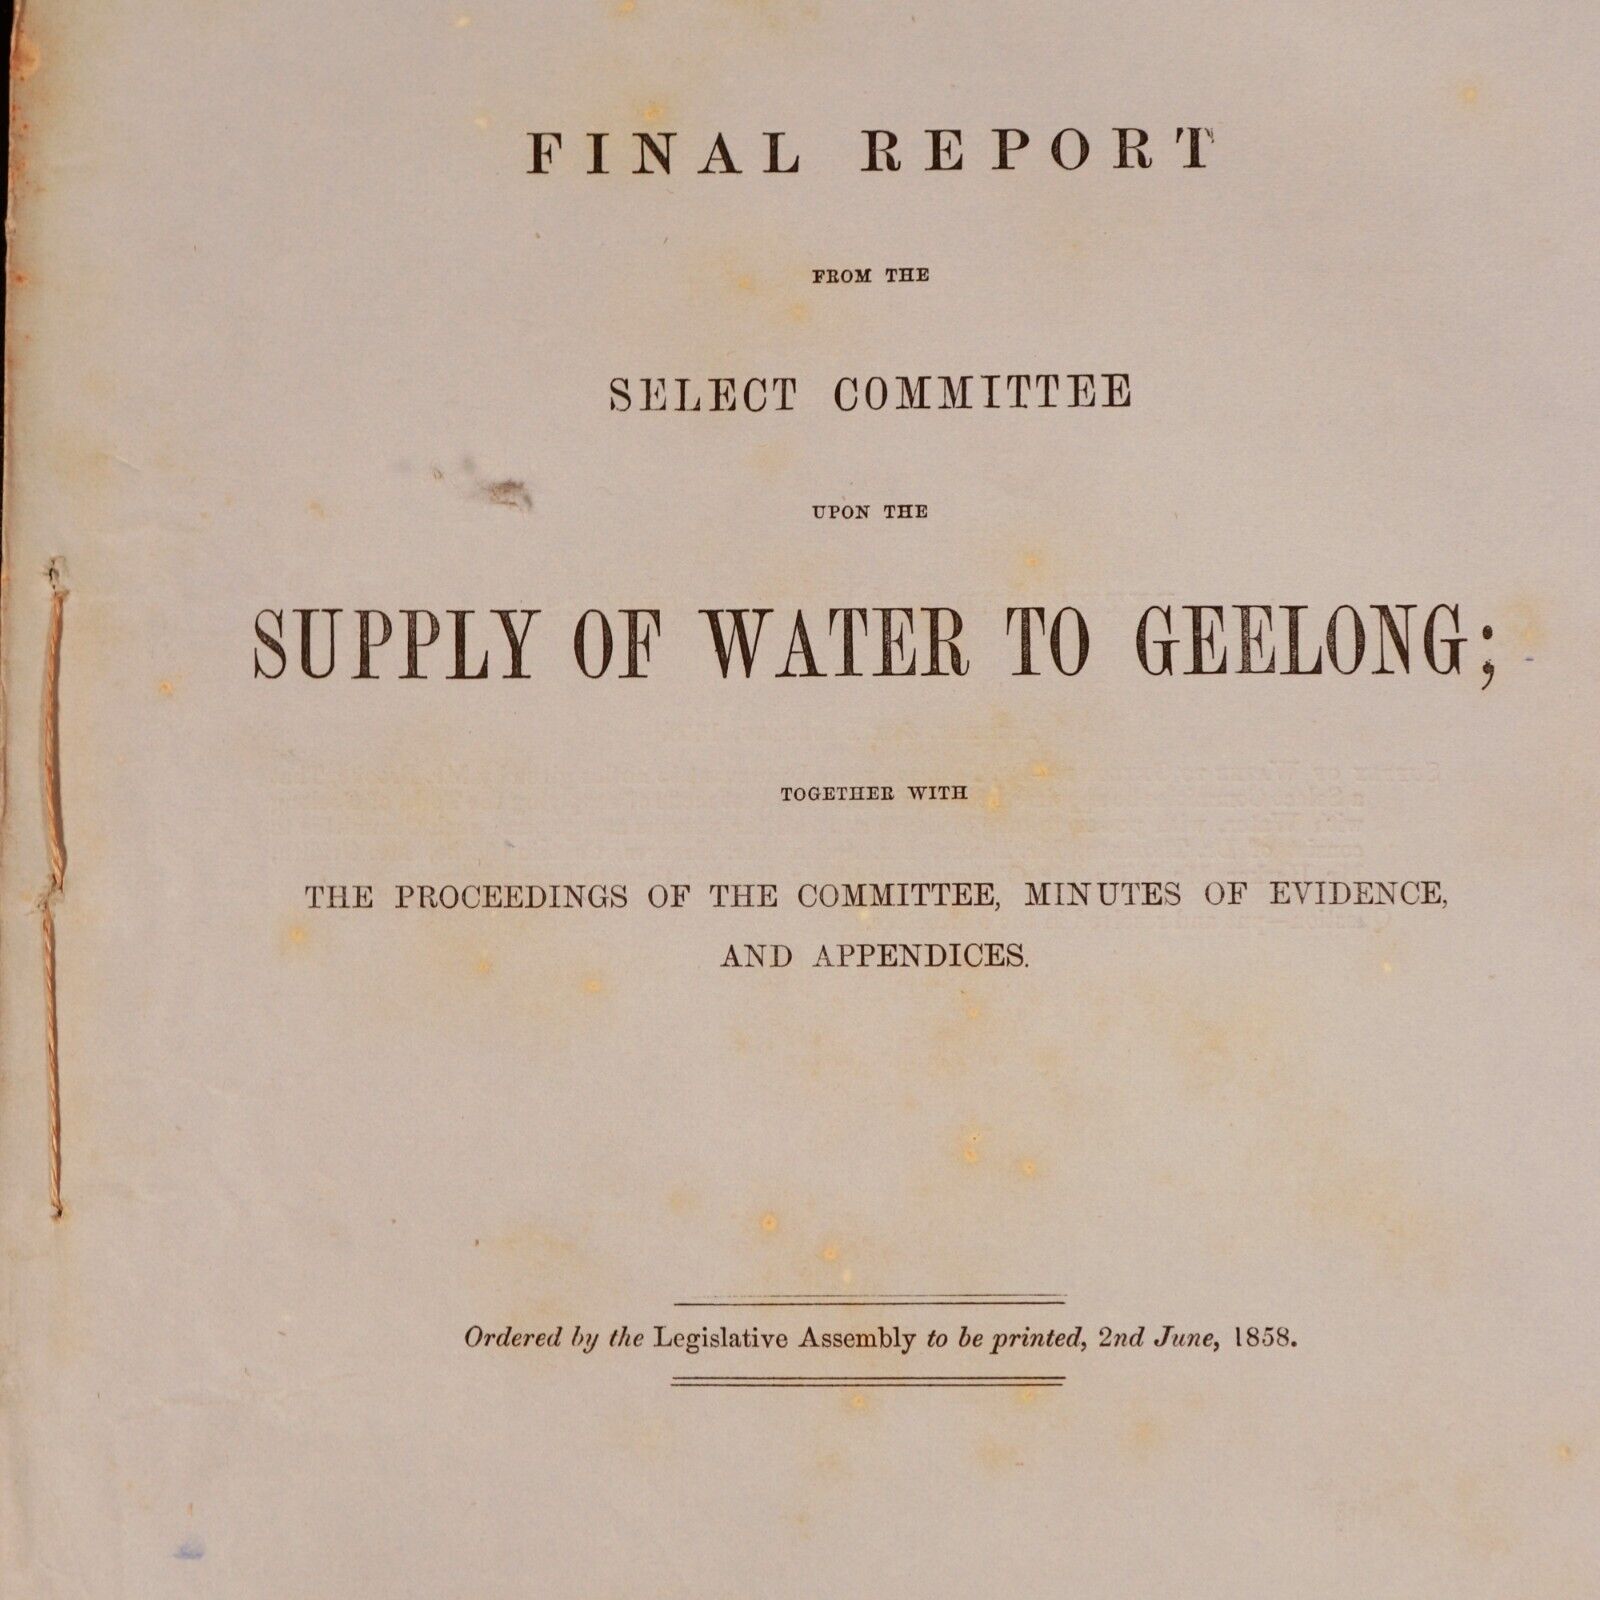 FINAL REPORT
FROM THE
SELECT COMMITTEE
UPON THE
SUPPLY OF WATER TO GEELONG;
TOGETHER WITH
THE PROCEEDINGS OF THE COMMITTEE, MINUTES OF EVIDENCE,
AND APPENDICES.
Ordered by the Legislative Assembly to be printed, 2nd June, 1858.